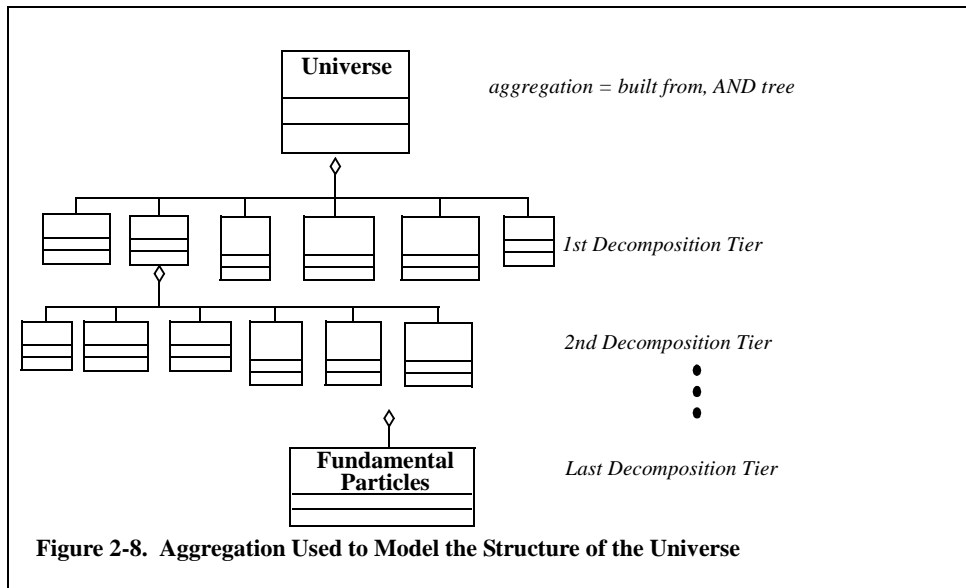 Universe
aggregation = built from, AND tree
1st Decomposition Tier
2nd Decomposition Tier
Fundamental
Particles
Last Decomposition Tier
Figure 2-8. Aggregation Used to Model the Structure of the Universe